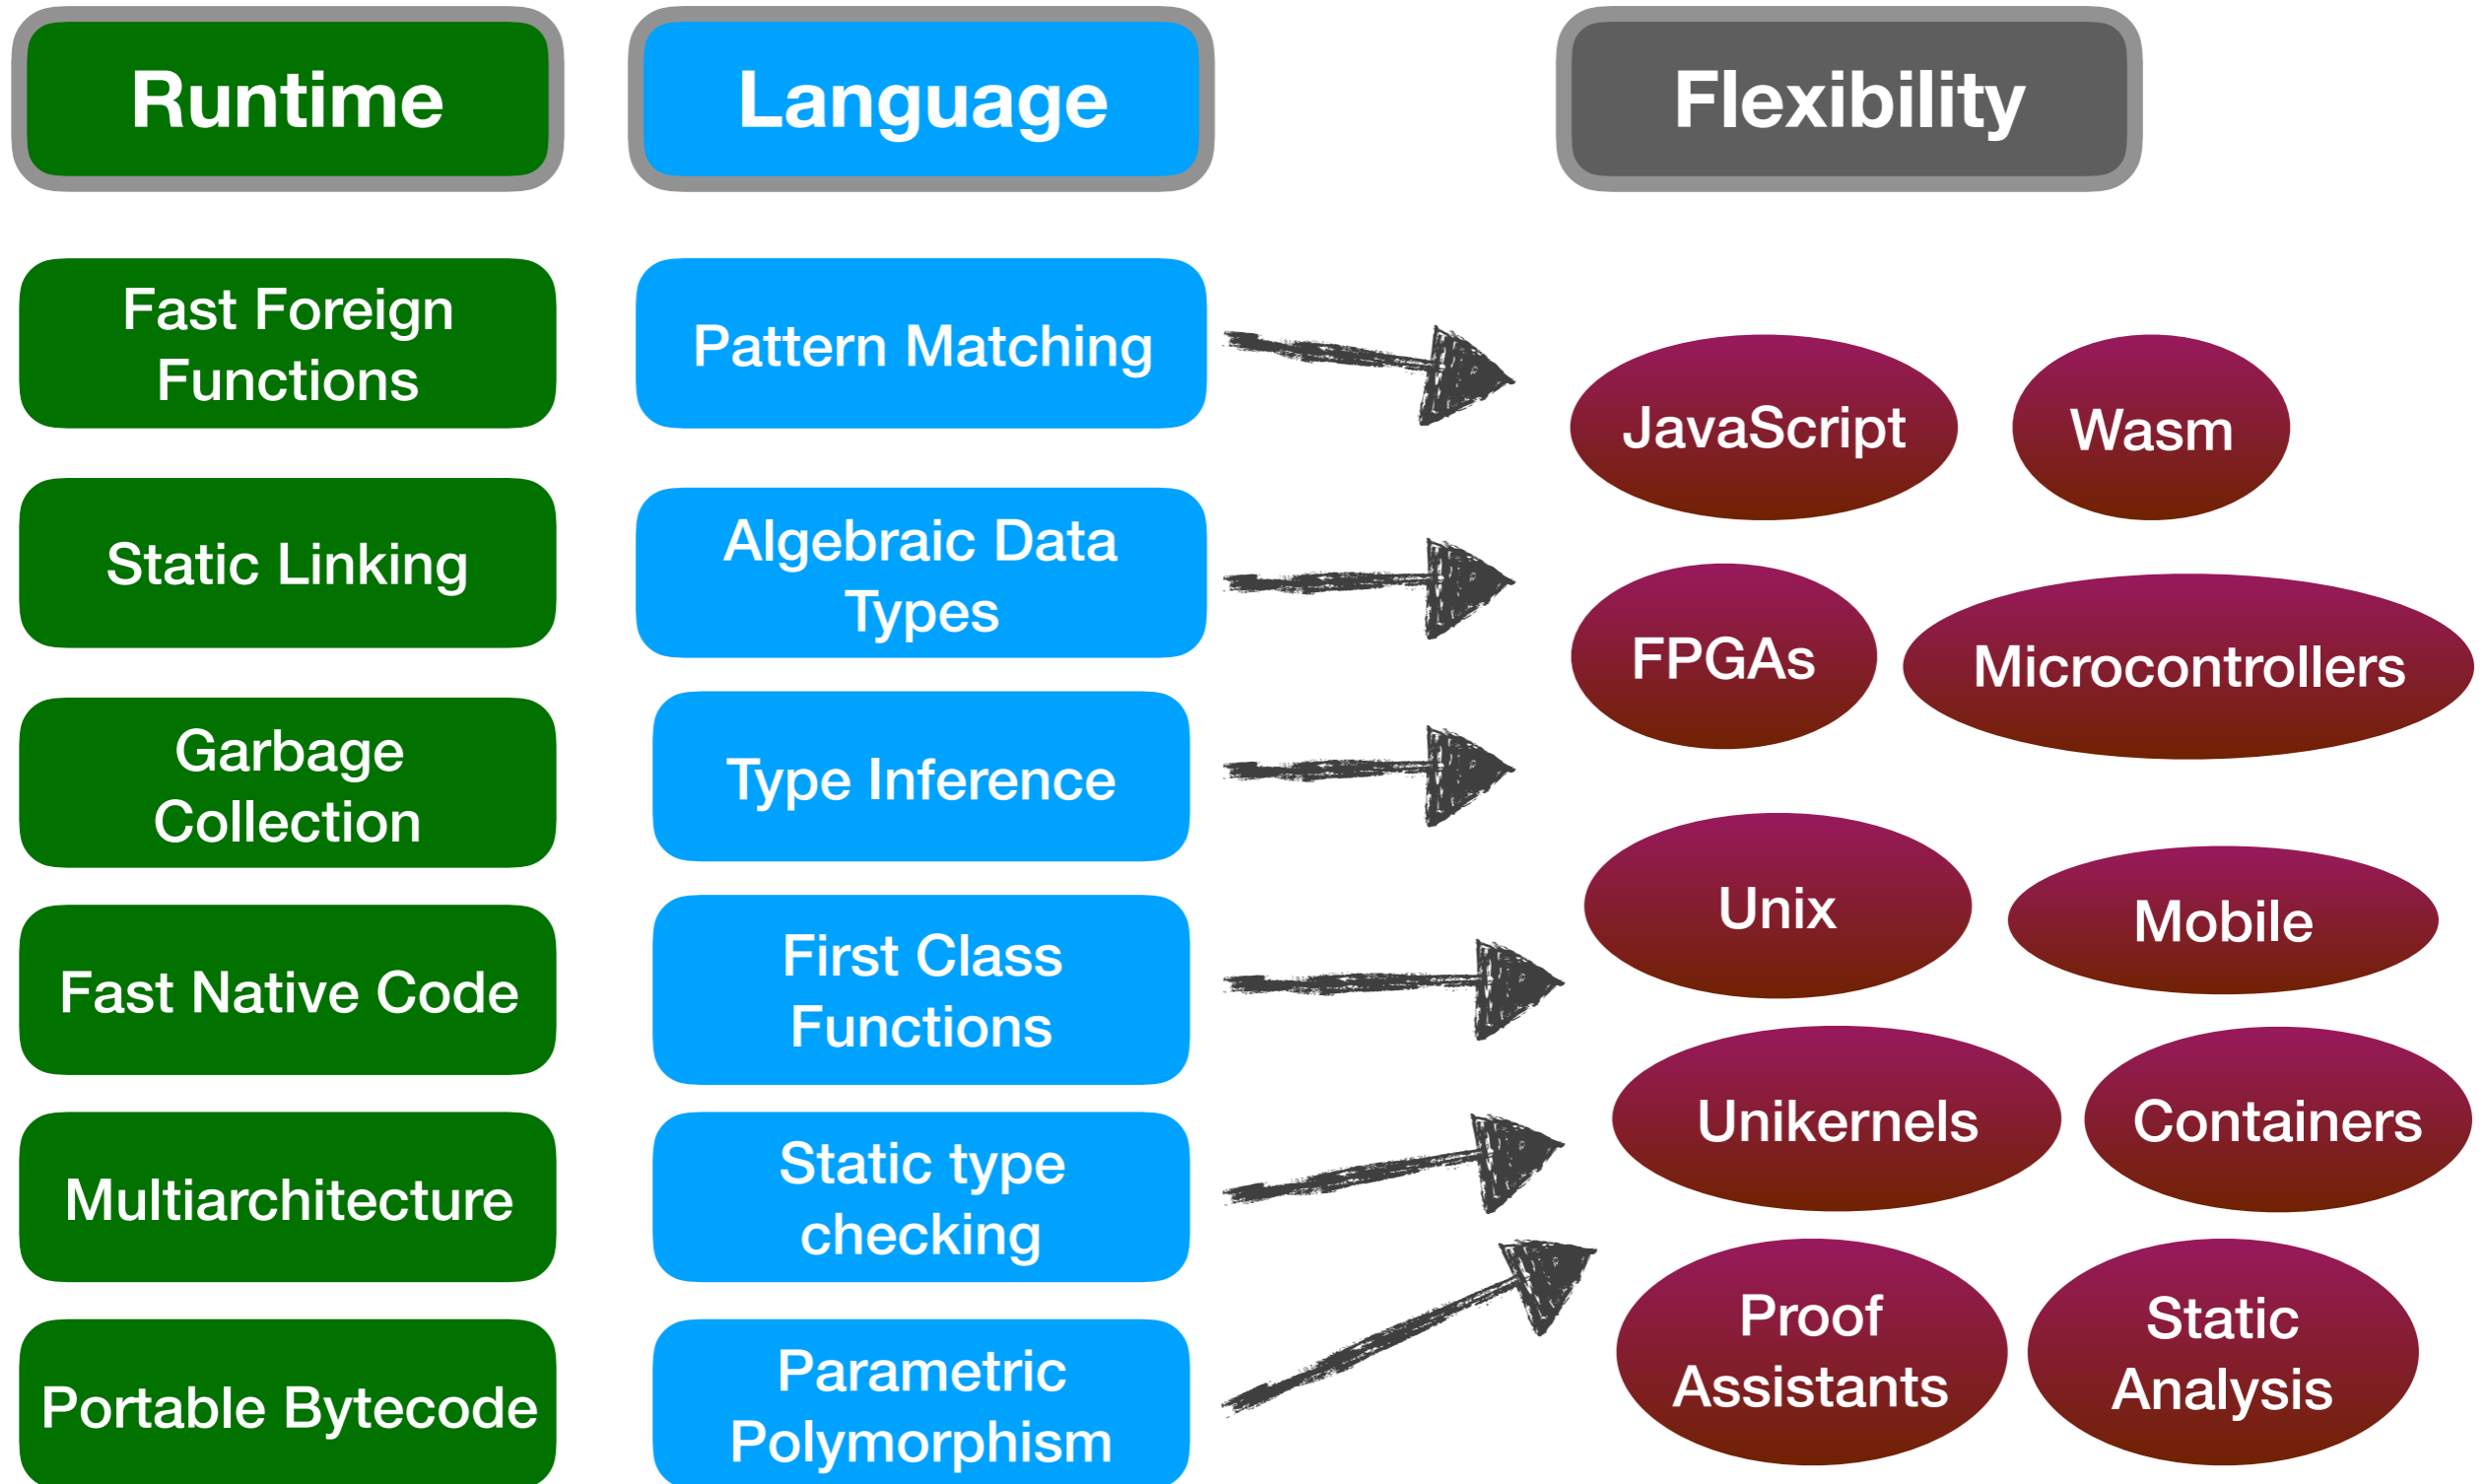 Runtime
Language
Flexibility
Fast Foreign
Functions
Static Linking
Garbage
Collection
Fast Native Code
Multiarchitecture
Portable Bytecode
Pattern Matching
Algebraic Data
Types
Type Inference
First Class
Functions
Static type
checking
Parametric
Polymorphism
JavaScript
Wasm
FPGAs
Microcontrollers
Unix
Mobile
Unikernels
Containers
Proof
Assistants
Static
Analysis